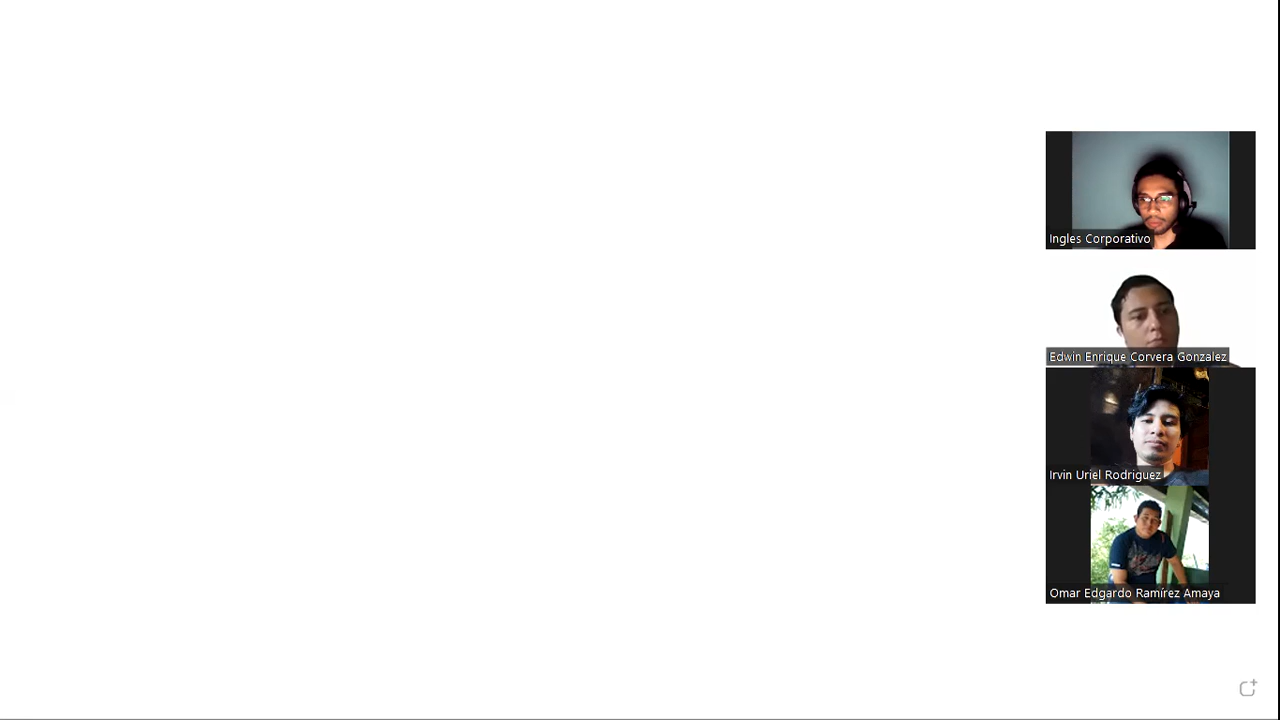 Ingles Corporativo
Edwin Enrique Corvera Gonzalez
Irvin Uriel Rodriguez
Omar Edgardo Ramírez Amaya